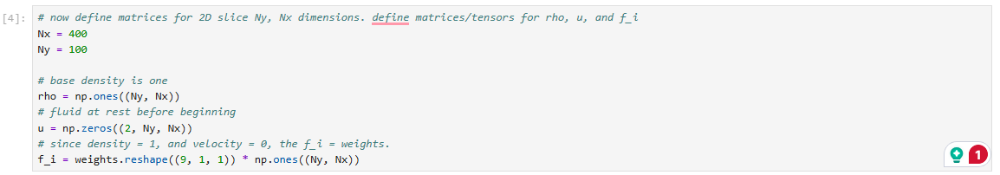 [4]: # now define matrices for 2D slice Ny, Nx dimensions. define matrices/tensors for rho, u, and f_i
Nx = 400
Ny = 100
# base density is one
rho = np.ones((Ny, Nx))
# fluid at rest before beginning
u = np.zeros((2, Ny, Nx))
# since density = 1, and velocity = 0, the f_i = weights.
f_i = weights.reshape((9, 1, 1)) * np.ones((Ny, Nx))
1